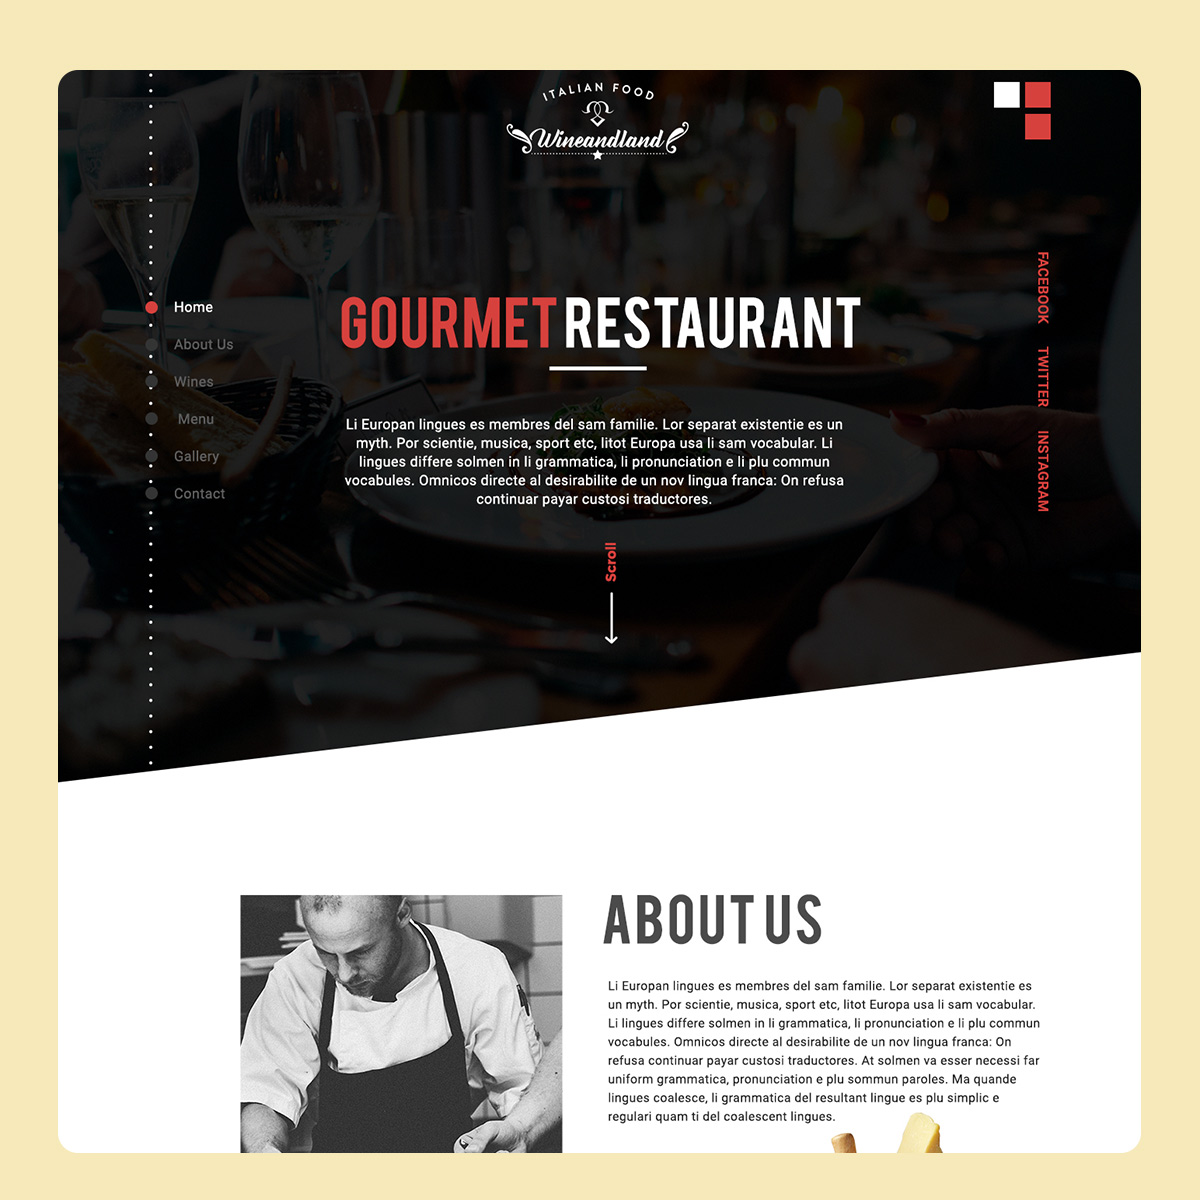 ITALIAN FOOD
Wineandland
Home
About Us
Wines
Menu
Gallery
Contact
GOURMET RESTAURANT
Li Europan lingues es membres del sam familie. Lor separat existentie es un
myth. Por scientie, musica, sport etc, litot Europa usa li sam vocabular. Li
lingues differe solmen in li grammatica, li pronunciation e li plu commun
vocabules. Omnicos directe al desirabilite de un nov lingua franca: On refusa
continuar payar custosi traductores.
Scroll
FACEBOOK
TWITTER
INSTAGRAM
ABOUT US
Li Europan lingues es membres del sam familie. Lor separat existentie es
un myth. Por scientie, musica, sport etc, litot Europa usa li sam vocabular.
Li lingues differe solmen in li grammatica, li pronunciation e li plu commun
vocabules. Omnicos directe al desirabilite de un nov lingua franca: On
refusa continuar payar custosi traductores. At solmen va esser necessi far
uniform grammatica, pronunciation e plu sommun paroles. Ma quande
lingues coalesce, li grammatica del resultant lingue es plu simplic e
regulari quam ti del coalescent lingues.